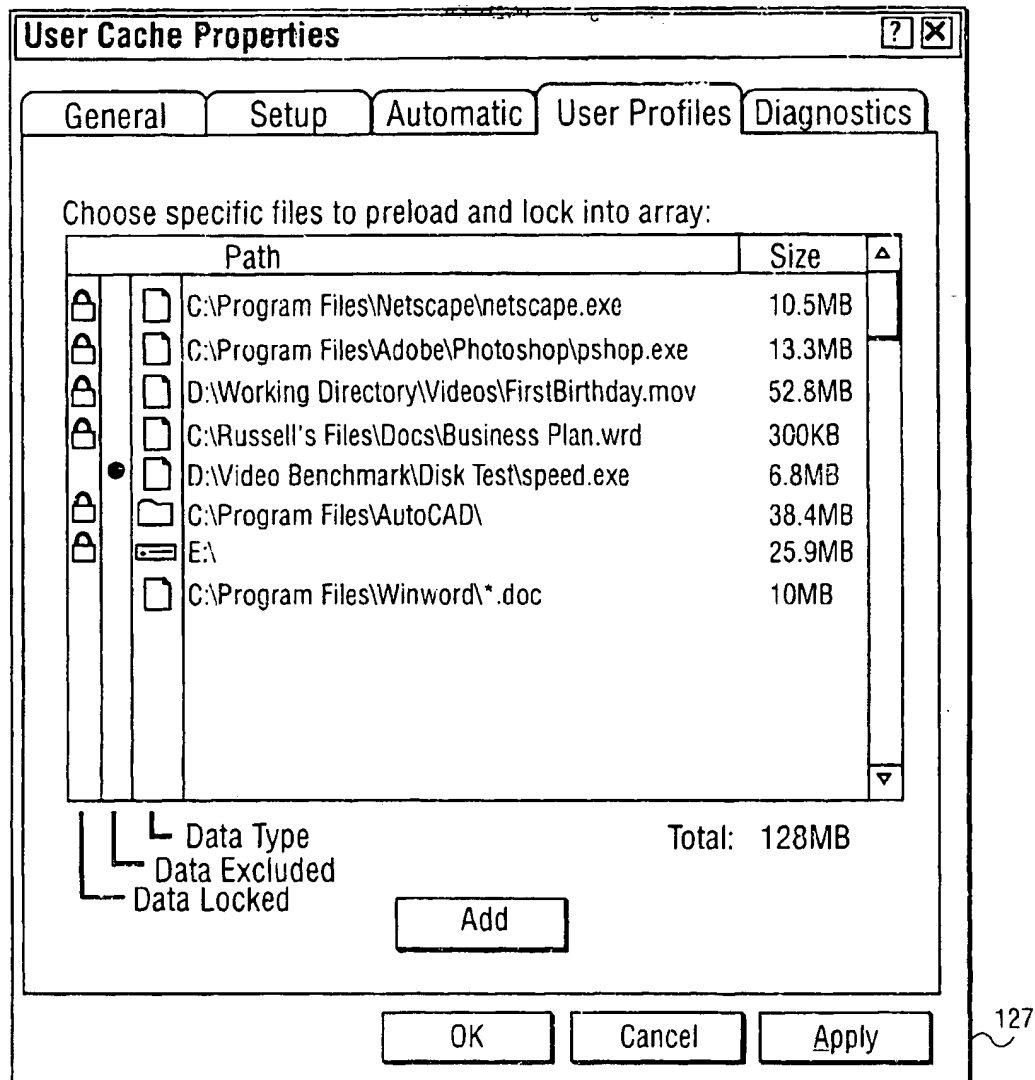 User Cache Properties ?
General Setup Automatic User Profiles Diagnostics
Choose specific files to preload and lock into array:
Path Size
C:\Program Files\Netscape\netscape.exe 10.5MB
C:\Program Files\Adobe\Photoshop\pshop.exe 13.3MB
D:\Working Directory\Videos\FirstBirthday.mov 52.8MB
C:\Russell's Files\Docs\Business Plan.wrd 300KB
D:\Video Benchmark\Disk Test\speed.exe 6.8MB
C:\Program Files\AutoCAD\ 38.4MB
E:\ 25.9MB
C:\Program Files\Winword\*.doc 10MB
Data Type
Total: 128MB
Data Excluded
Data Locked
Add
OK Cancel Apply
127